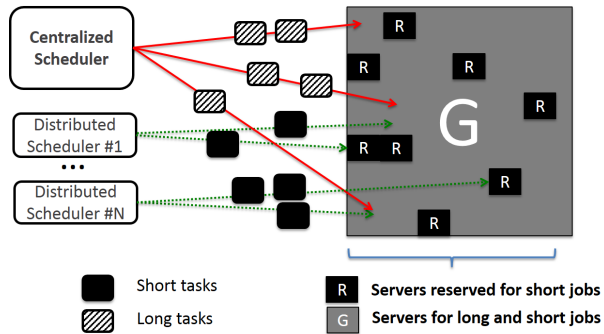 Centralized
Scheduler
Distributed
Scheduler #1
...
Distributed
Scheduler #N
R
R
R
R
G
R
R
R
R
Short tasks
Long tasks
R Servers reserved for short jobs
G Servers for long and short jobs